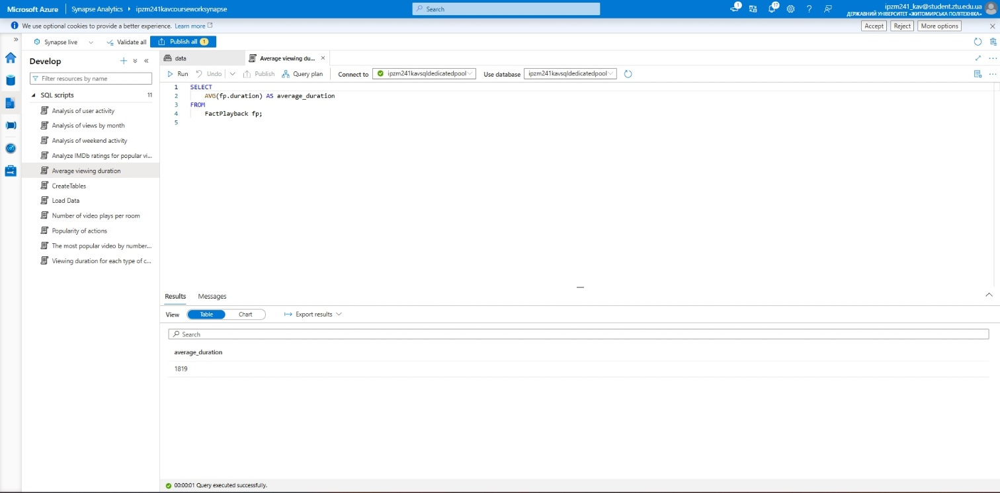 Microsoft Azure
Synapse Analytics
ipzm241kavcourseworksynapse
Search
1
17
ipzm241_kav@student.ztu.edu.ua
ДЕРЖАВНИЙ УНІВЕРСИТЕТ «ЖИТОМИРСЬКА ПОЛІТЕХНІКА»
We use optional cookies to provide a better experience. Learn more
Accept
Reject
More options
Synapse live
Validate all
Publish all 1
Develop
Filter resources by name
SQL scripts 11
Analysis of user activity
Analysis of views by month
Analysis of weekend activity
Analyze IMDb ratings for popular vi...
Average viewing duration
CreateTables
Load Data
Number of video plays per room
Popularity of actions
The most popular video by number...
Viewing duration for each type of c...
data
Average viewing du...
Run
Undo
Publish
Query plan
Connect to
ipzm241kavsqldedicatedpool
Use database
ipzm241kavsqldedicatedpool
1 SELECT
2 AVG(fp.duration) AS average_duration
3 FROM
4 FactPlayback fp;
5
Results
Messages
View
Table
Chart
Export results
Search
average_duration
1819
00:00:01 Query executed successfully.